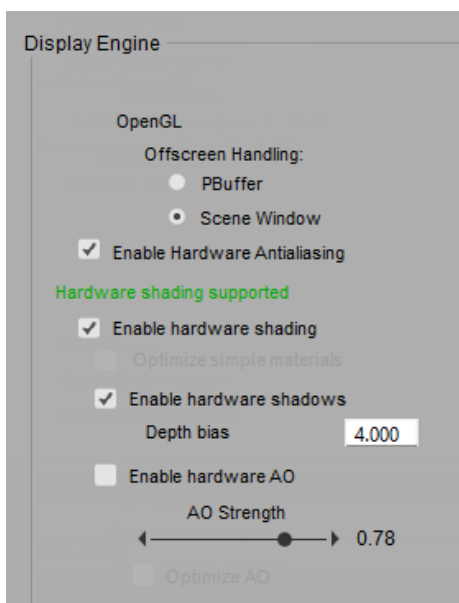 Display Engine
OpenGL
Offscreen Handling:
PBuffer
Scene Window
Enable Hardware Antialiasing
Hardware shading supported
Enable hardware shading
Optimize simple materials
Enable hardware shadows
Depth bias 4.000
Enable hardware AO
AO Strength
0.78
Optimize AO